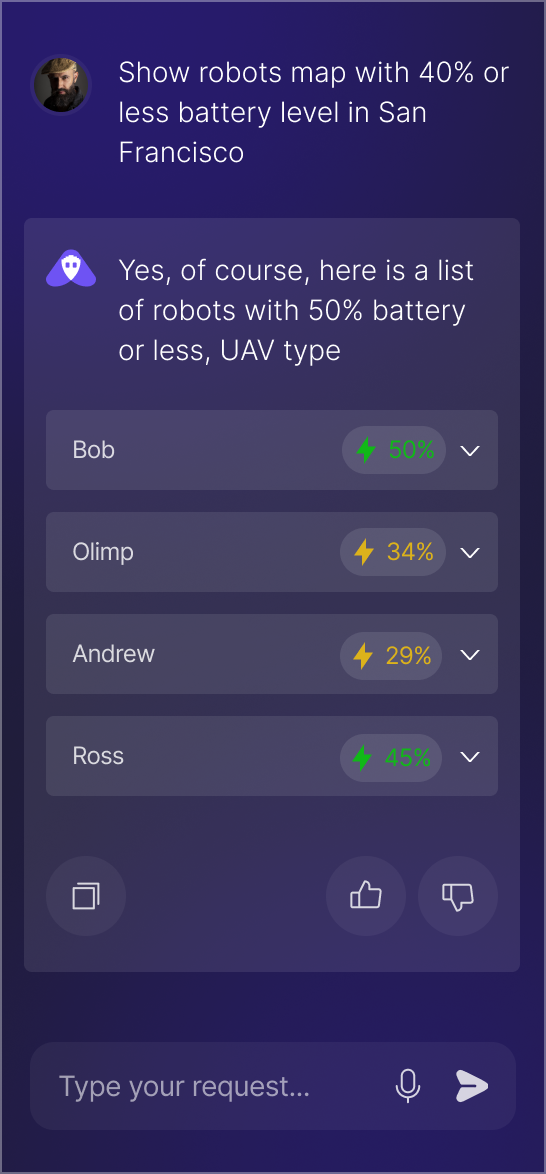 Show robots map with 40% or
less battery level in San
Francisco
Yes, of course, here is a list
of robots with 50% battery
or less, UAV type
Bob 50%
Olimp 34%
Andrew 29%
Ross 45%
Type your request...